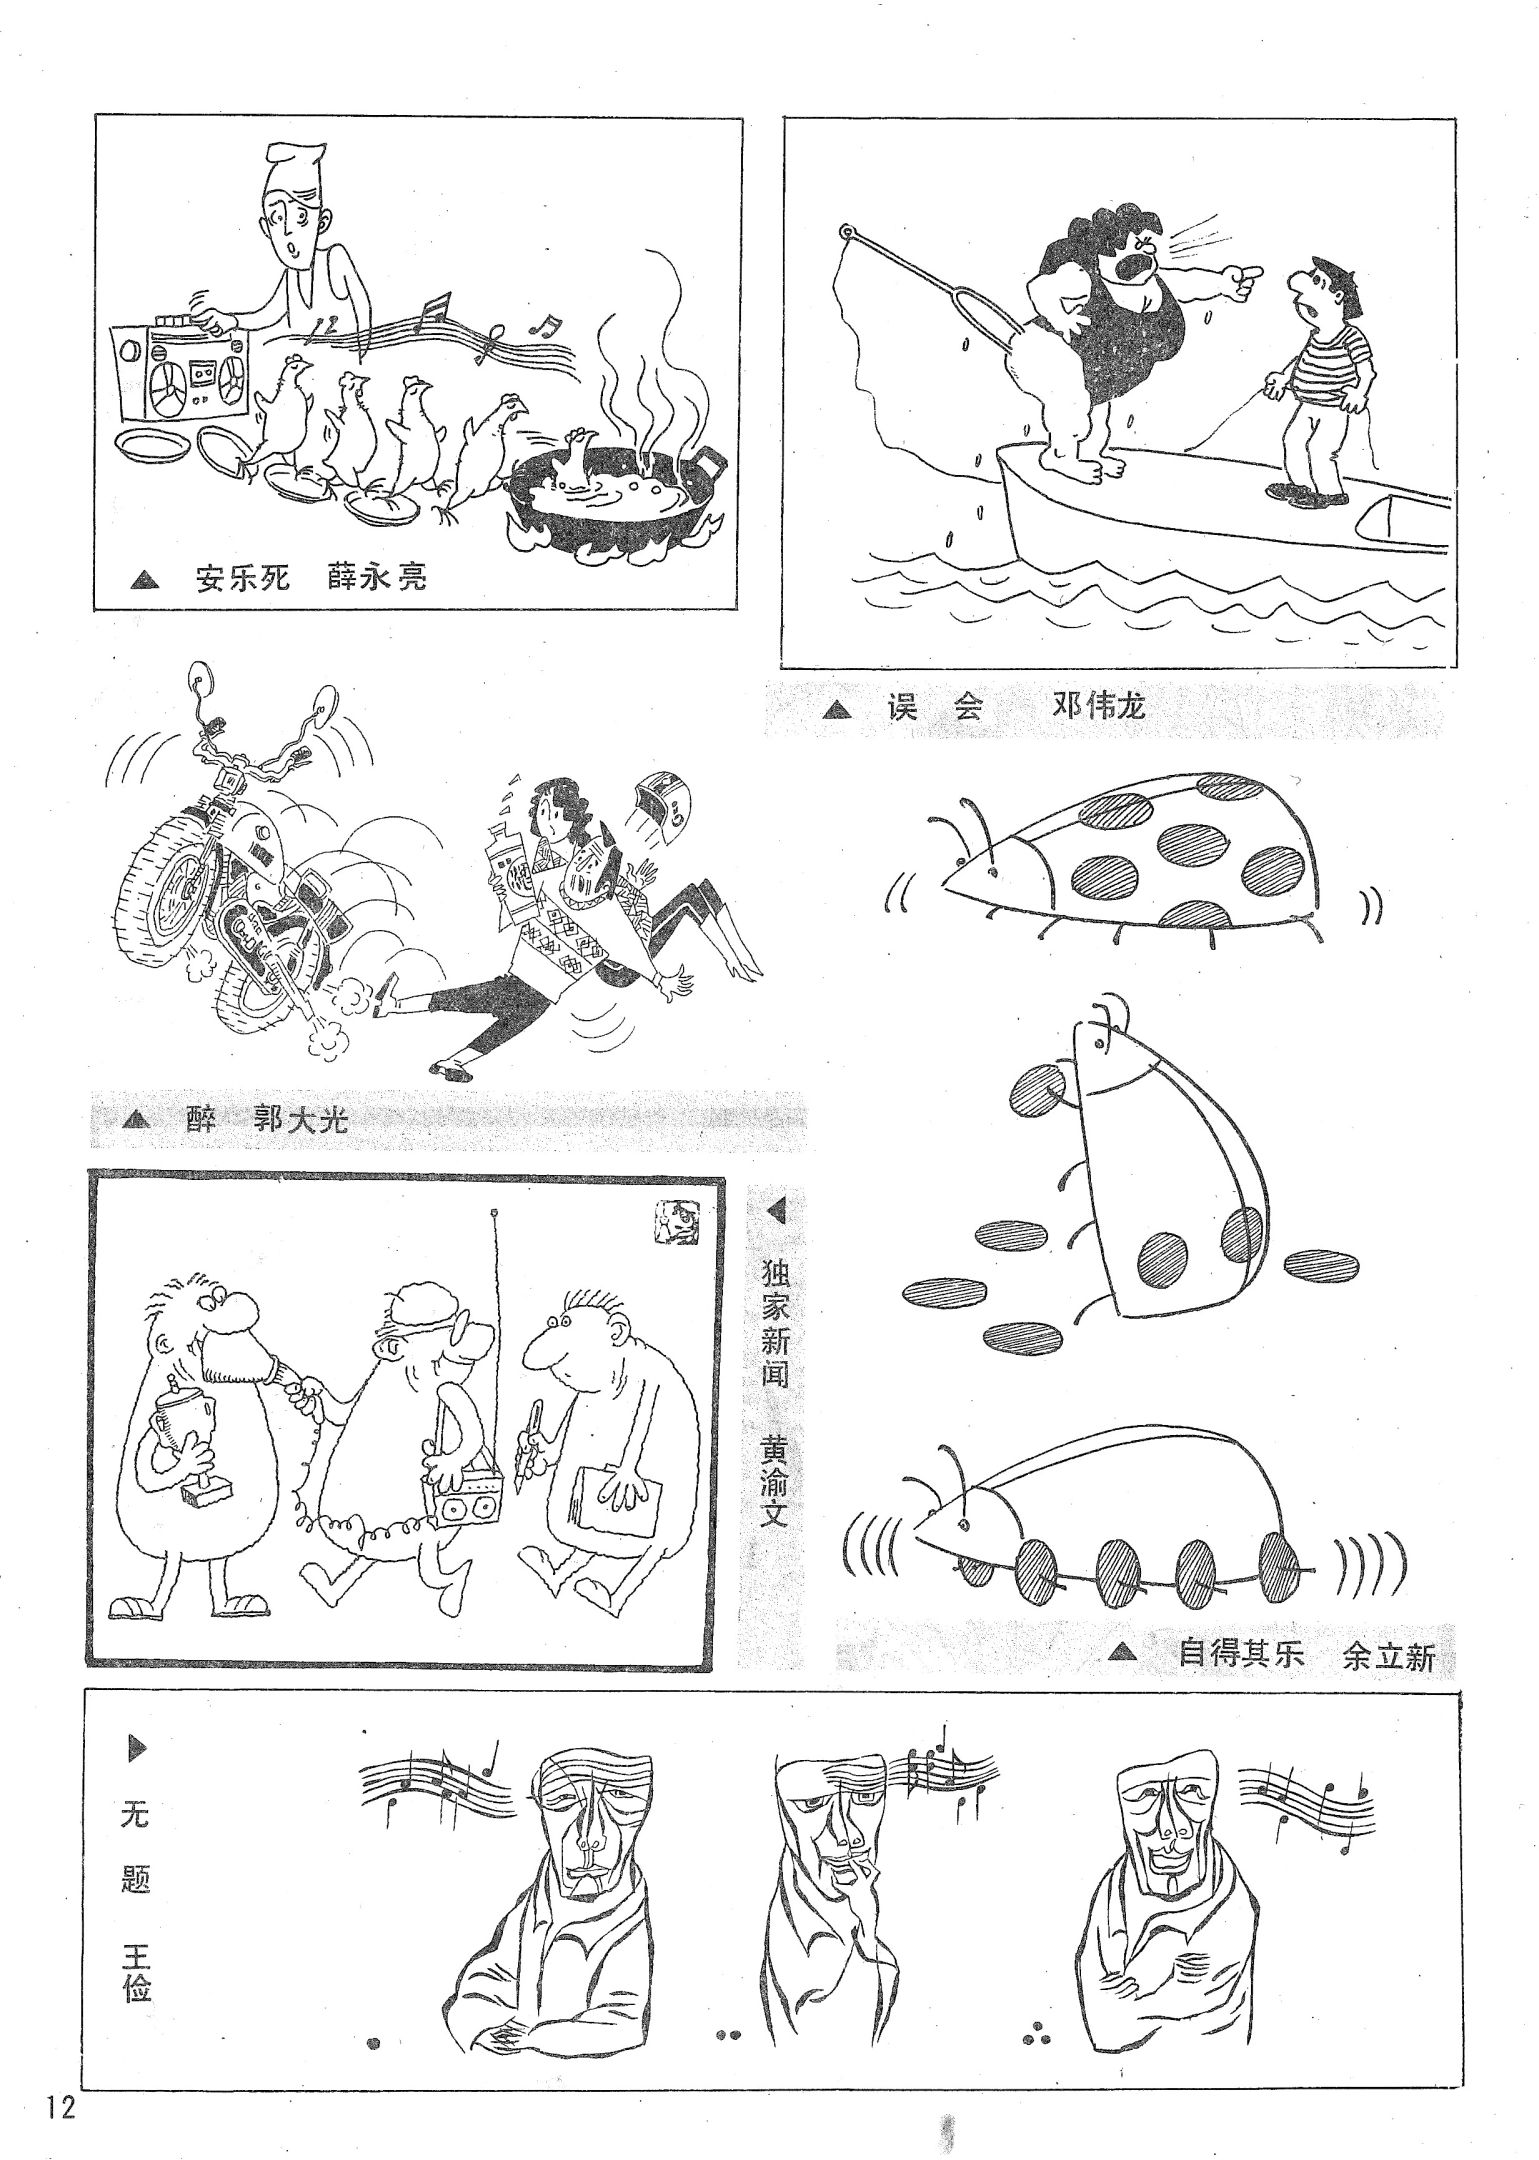 ▲ 安乐死 薛永亮
▲ 误 会 邓伟龙
▲ 醉 郭大光
◀ 独家新闻 黄渝文
▲ 自得其乐 余立新
▶ 无 题 王俭
12